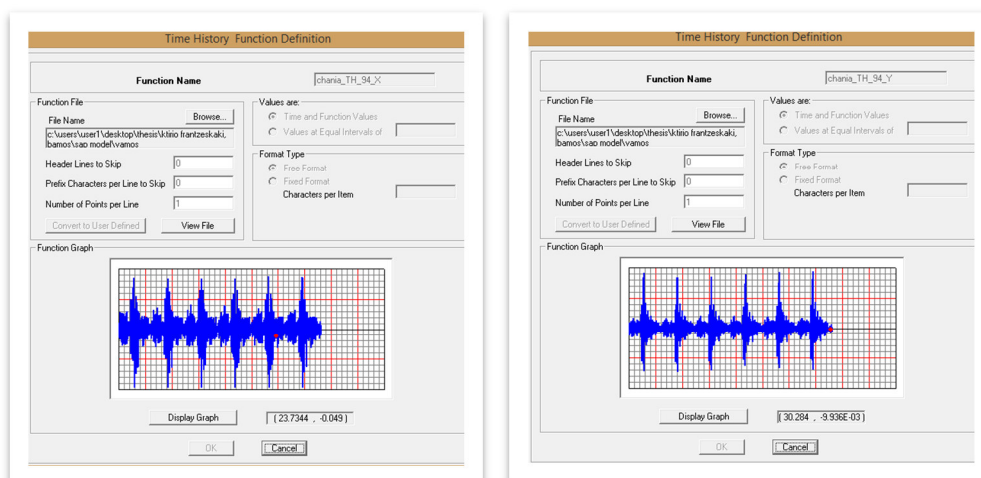 Time History Function Definition
Function Name
chania_TH_94_X
Function File
File Name
Browse...
c:\users\user1\desktop\thesis\ktirio frantzeskaki,
lbamos\sap model\vamos
Header Lines to Skip
0
Prefix Characters per Line to Skip
0
Number of Points per Line
1
Convert to User Defined
View File
Values are:
Time and Function Values
Values at Equal Intervals of
Format Type
Free Format
Fixed Format
Characters per Item
Function Graph
Display Graph
(23.7344 , -0.049)
OK
Cancel
Time History Function Definition
Function Name
chania_TH_94_Y
Function File
File Name
Browse...
c:\users\user1\desktop\thesis\ktirio frantzeskaki,
lbamos\sap model\vamos
Header Lines to Skip
0
Prefix Characters per Line to Skip
0
Number of Points per Line
1
Convert to User Defined
View File
Values are:
Time and Function Values
Values at Equal Intervals of
Format Type
Free Format
Fixed Format
Characters per Item
Function Graph
Display Graph
(30.284 , -9.936E-03)
OK
Cancel